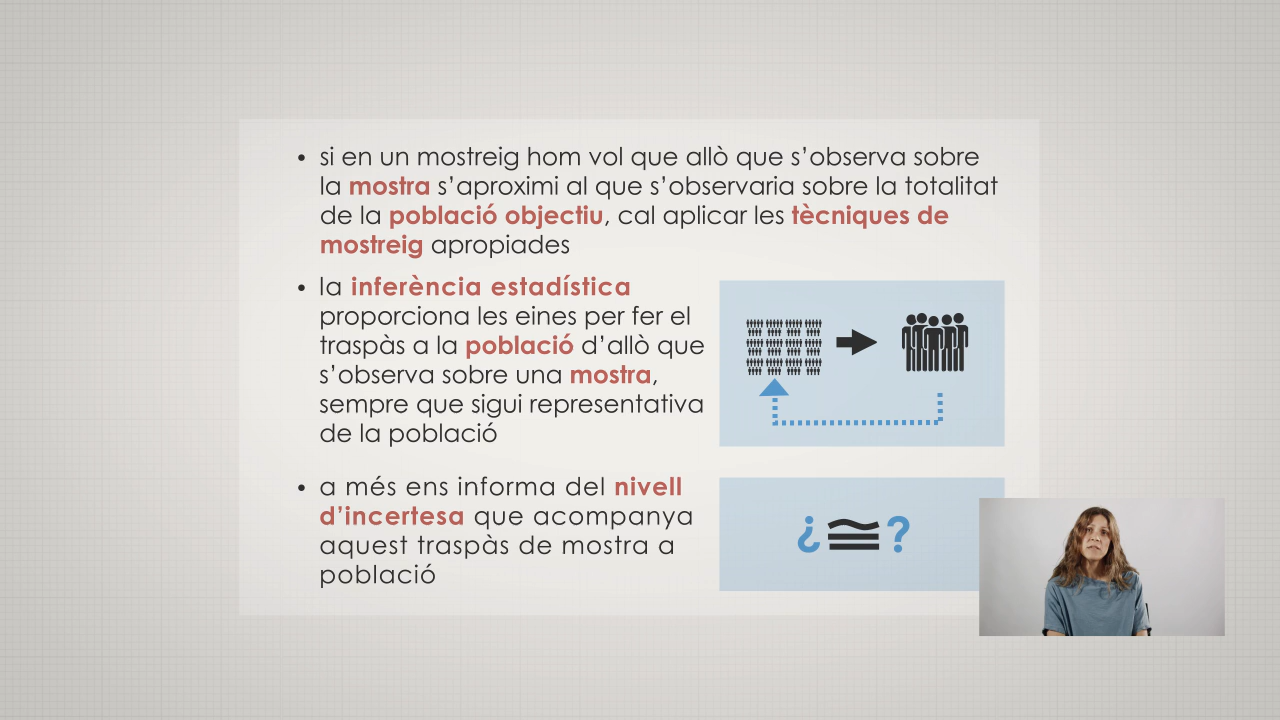 • si en un mostreig hom vol que allò que s’observa sobre
la mostra s’aproximi al que s’observaria sobre la totalitat
de la població objectiu, cal aplicar les tècniques de
mostreig apropiades
• la inferència estadística
proporciona les eines per fer el
traspàs a la població d’allò que
s’observa sobre una mostra,
sempre que sigui representativa
de la població
• a més ens informa del nivell
d’incertesa que acompanya
aquest traspàs de mostra a
població
¿≅?